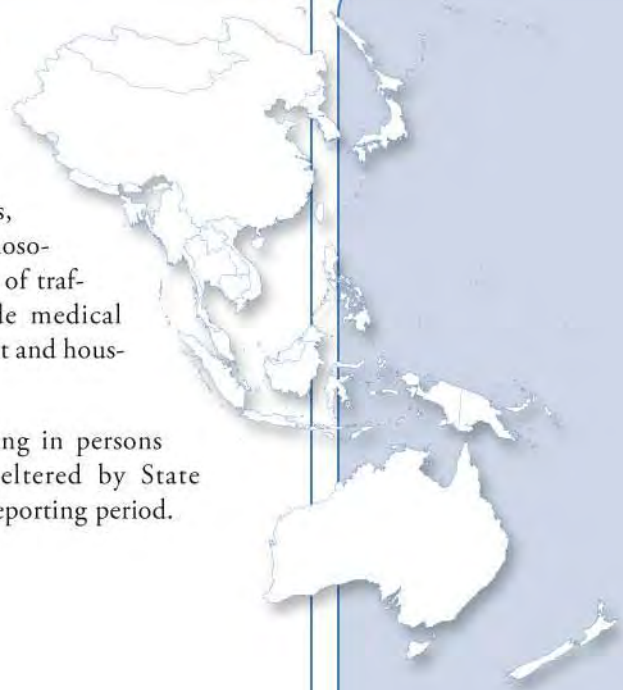 s,
oso-
of traf-
le medical
t and hous-
ng in persons
eltered by State
eporting period.